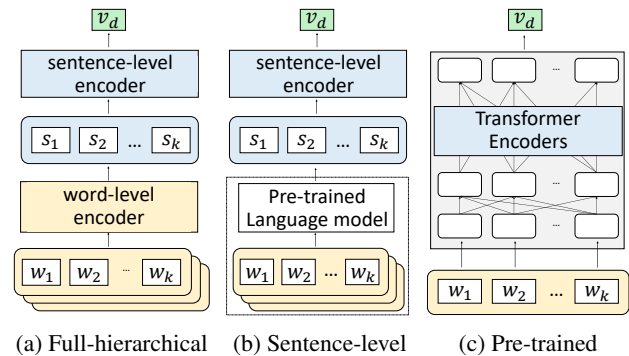 v_d
sentence-level encoder
s_1 s_2 ... s_k
word-level encoder
w_1 w_2 ... w_k
(a) Full-hierarchical
v_d
sentence-level encoder
s_1 s_2 ... s_k
Pre-trained Language model
w_1 w_2 ... w_k
(b) Sentence-level
v_d
...
Transformer Encoders
...
...
w_1 w_2 ... w_k
(c) Pre-trained